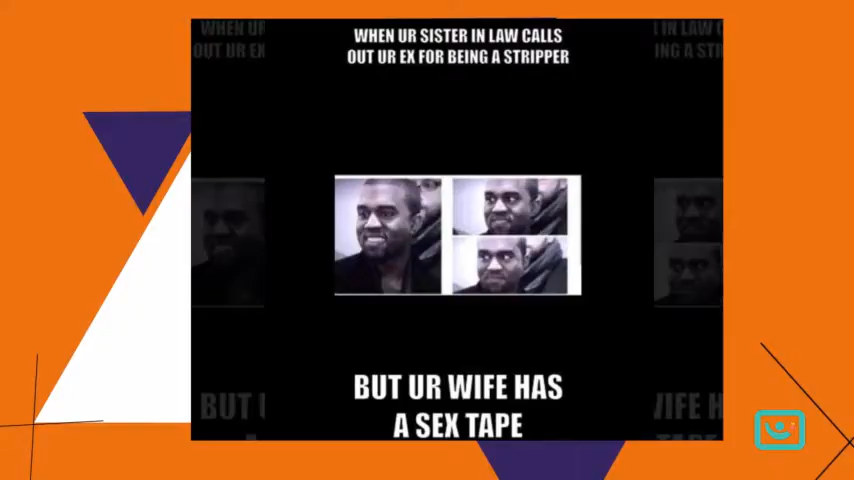 WHEN UR SISTER IN LAW CALLS
OUT UR EX FOR BEING A STRIPPER
BUT UR WIFE HAS
A SEX TAPE